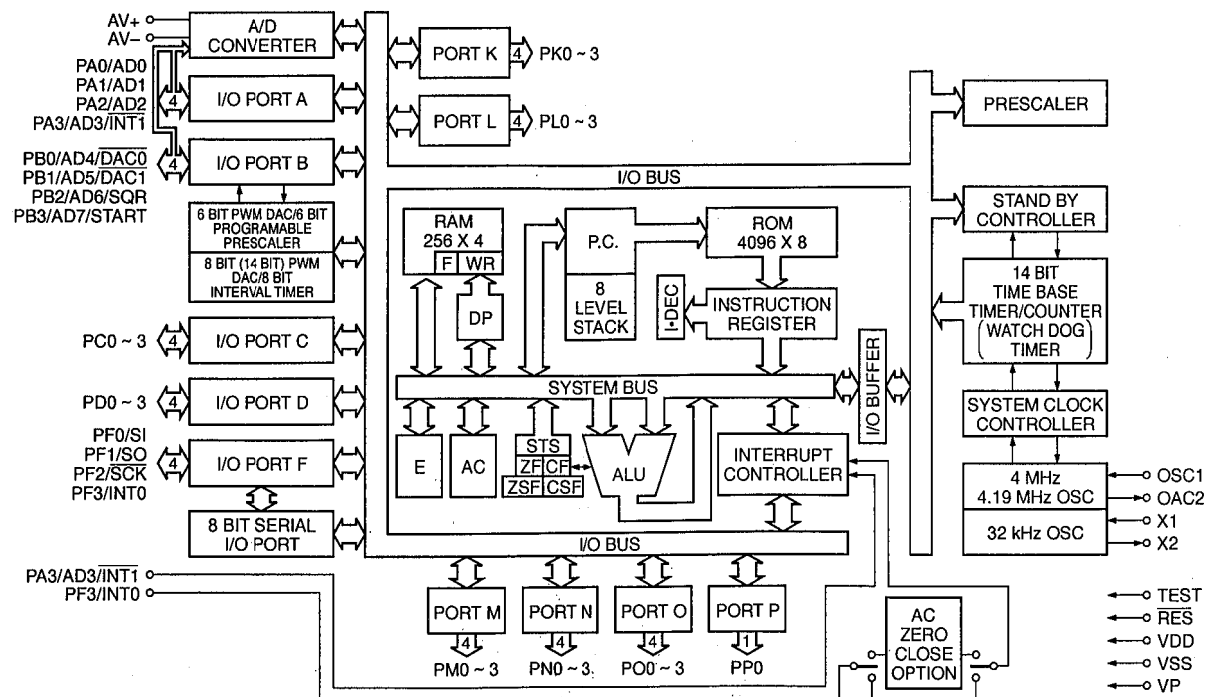 AV+
AV−
A/D
CONVERTER
PA0/AD0
PA1/AD1
PA2/AD2
PA3/AD3/INT1
4
I/O PORT A
PB0/AD4/DAC0
PB1/AD5/DAC1
PB2/AD6/SQR
PB3/AD7/START
4
I/O PORT B
6 BIT PWM DAC/6 BIT
PROGRAMABLE
PRESCALER
8 BIT (14 BIT) PWM
DAC/8 BIT
INTERVAL TIMER
PC0 ~ 3
4
I/O PORT C
PD0 ~ 3
4
I/O PORT D
PF0/SI
PF1/SO
PF2/SCK
PF3/INT0
4
I/O PORT F
8 BIT SERIAL
I/O PORT
PA3/AD3/INT1
PF3/INT0
PORT K
4
PK0 ~ 3
PORT L
4
PL0 ~ 3
I/O BUS
RAM
256 X 4
F
WR
DP
P.C.
8
LEVEL
STACK
ROM
4096 X 8
I•DEC
INSTRUCTION
REGISTER
SYSTEM BUS
I/O BUFFER
E
AC
STS
ZF
CF
ZSF
CSF
ALU
INTERRUPT
CONTROLLER
I/O BUS
PORT M
PORT N
PORT O
PORT P
4
4
4
1
PM0 ~ 3
PN0 ~ 3
PO0 ~ 3
PP0
PRESCALER
STAND BY
CONTROLLER
14 BIT
TIME BASE
TIMER/COUNTER
(WATCH DOG
TIMER)
SYSTEM CLOCK
CONTROLLER
4 MHz
4.19 MHz OSC
32 kHz OSC
OSC1
OAC2
X1
X2
AC
ZERO
CLOSE
OPTION
TEST
RES
VDD
VSS
VP